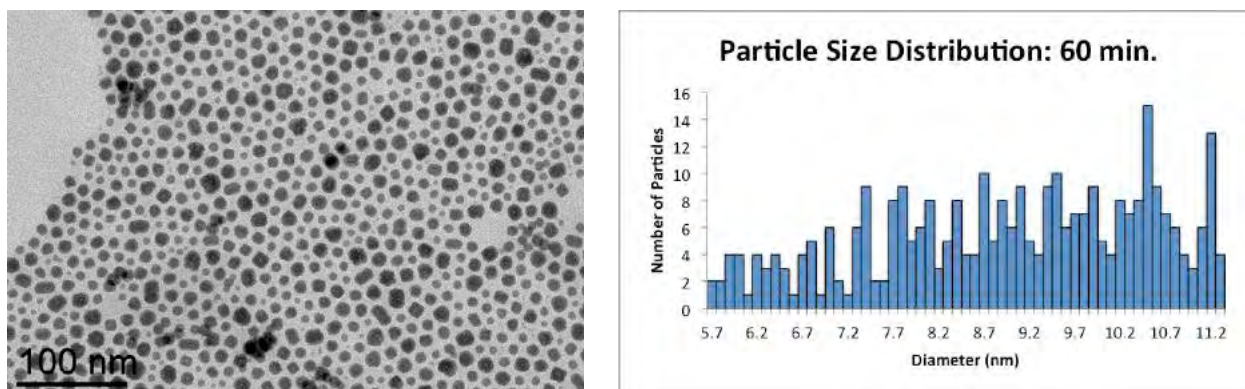 100 nm
Particle Size Distribution: 60 min.
Number of Particles
16
14
12
10
8
6
4
2
0
5.7 6.2 6.7 7.2 7.7 8.2 8.7 9.2 9.7 10.2 10.7 11.2
Diameter (nm)